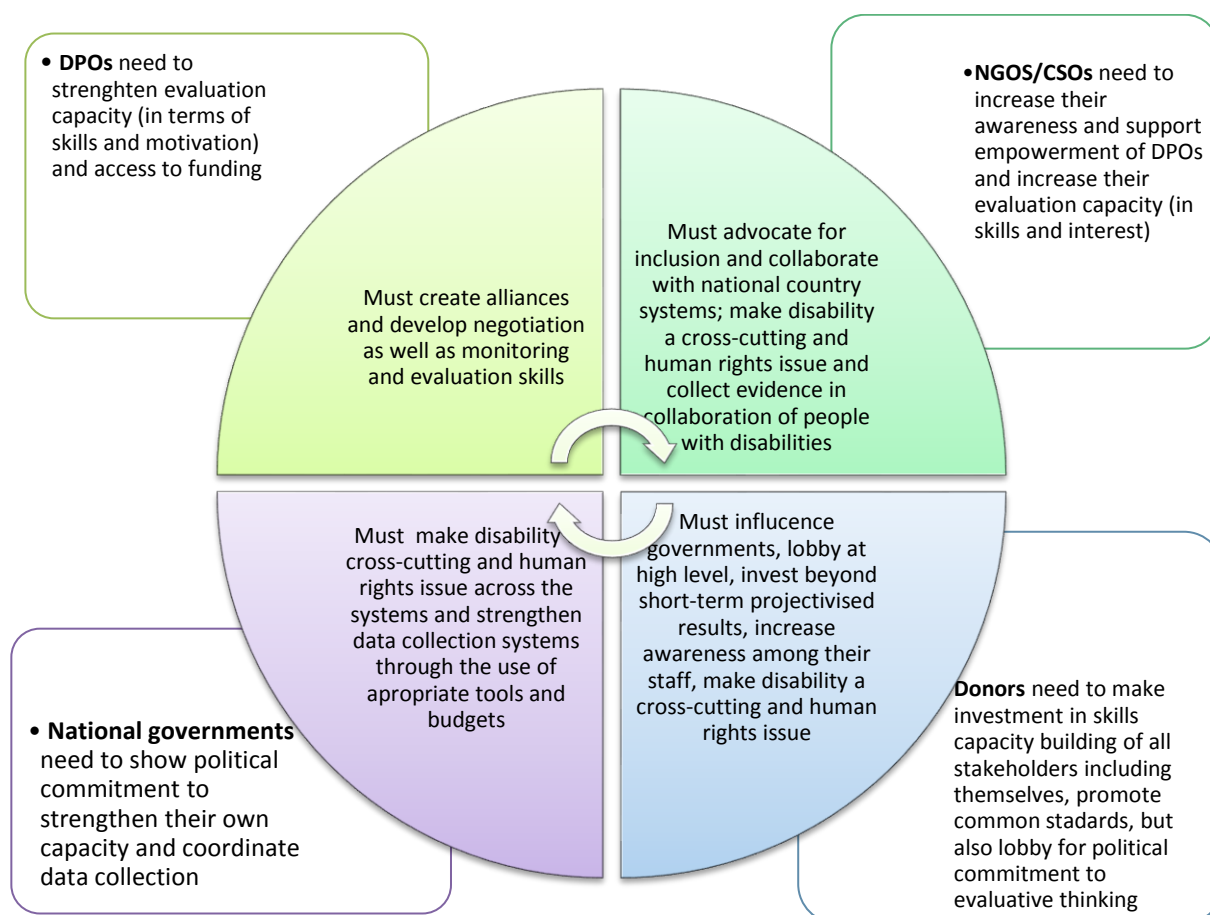 • DPOs need to
strenghten evaluation
capacity (in terms of
skills and motivation)
and access to funding
•NGOS/CSOs need to
increase their
awareness and support
empowerment of DPOs
and increase their
evaluation capacity (in
skills and interest)
Must create alliances
and develop negotiation
as well as monitoring
and evaluation skills
Must advocate for
inclusion and collaborate
with national country
systems; make disability
a cross-cutting and
human rights issue and
collect evidence in
collaboration of people
with disabilities
Must make disability
cross-cutting and human
rights issue across the
systems and strengthen
data collection systems
through the use of
apropriate tools and
budgets
Must influcence
governments, lobby at
high level, invest beyond
short-term projectivised
results, increase
awareness among their
staff, make disability a
cross-cutting and human
rights issue
• National governments
need to show political
commitment to
strengthen their own
capacity and coordinate
data collection
Donors need to make
investment in skills
capacity building of all
stakeholders including
themselves, promote
common stadards, but
also lobby for political
commitment to
evaluative thinking